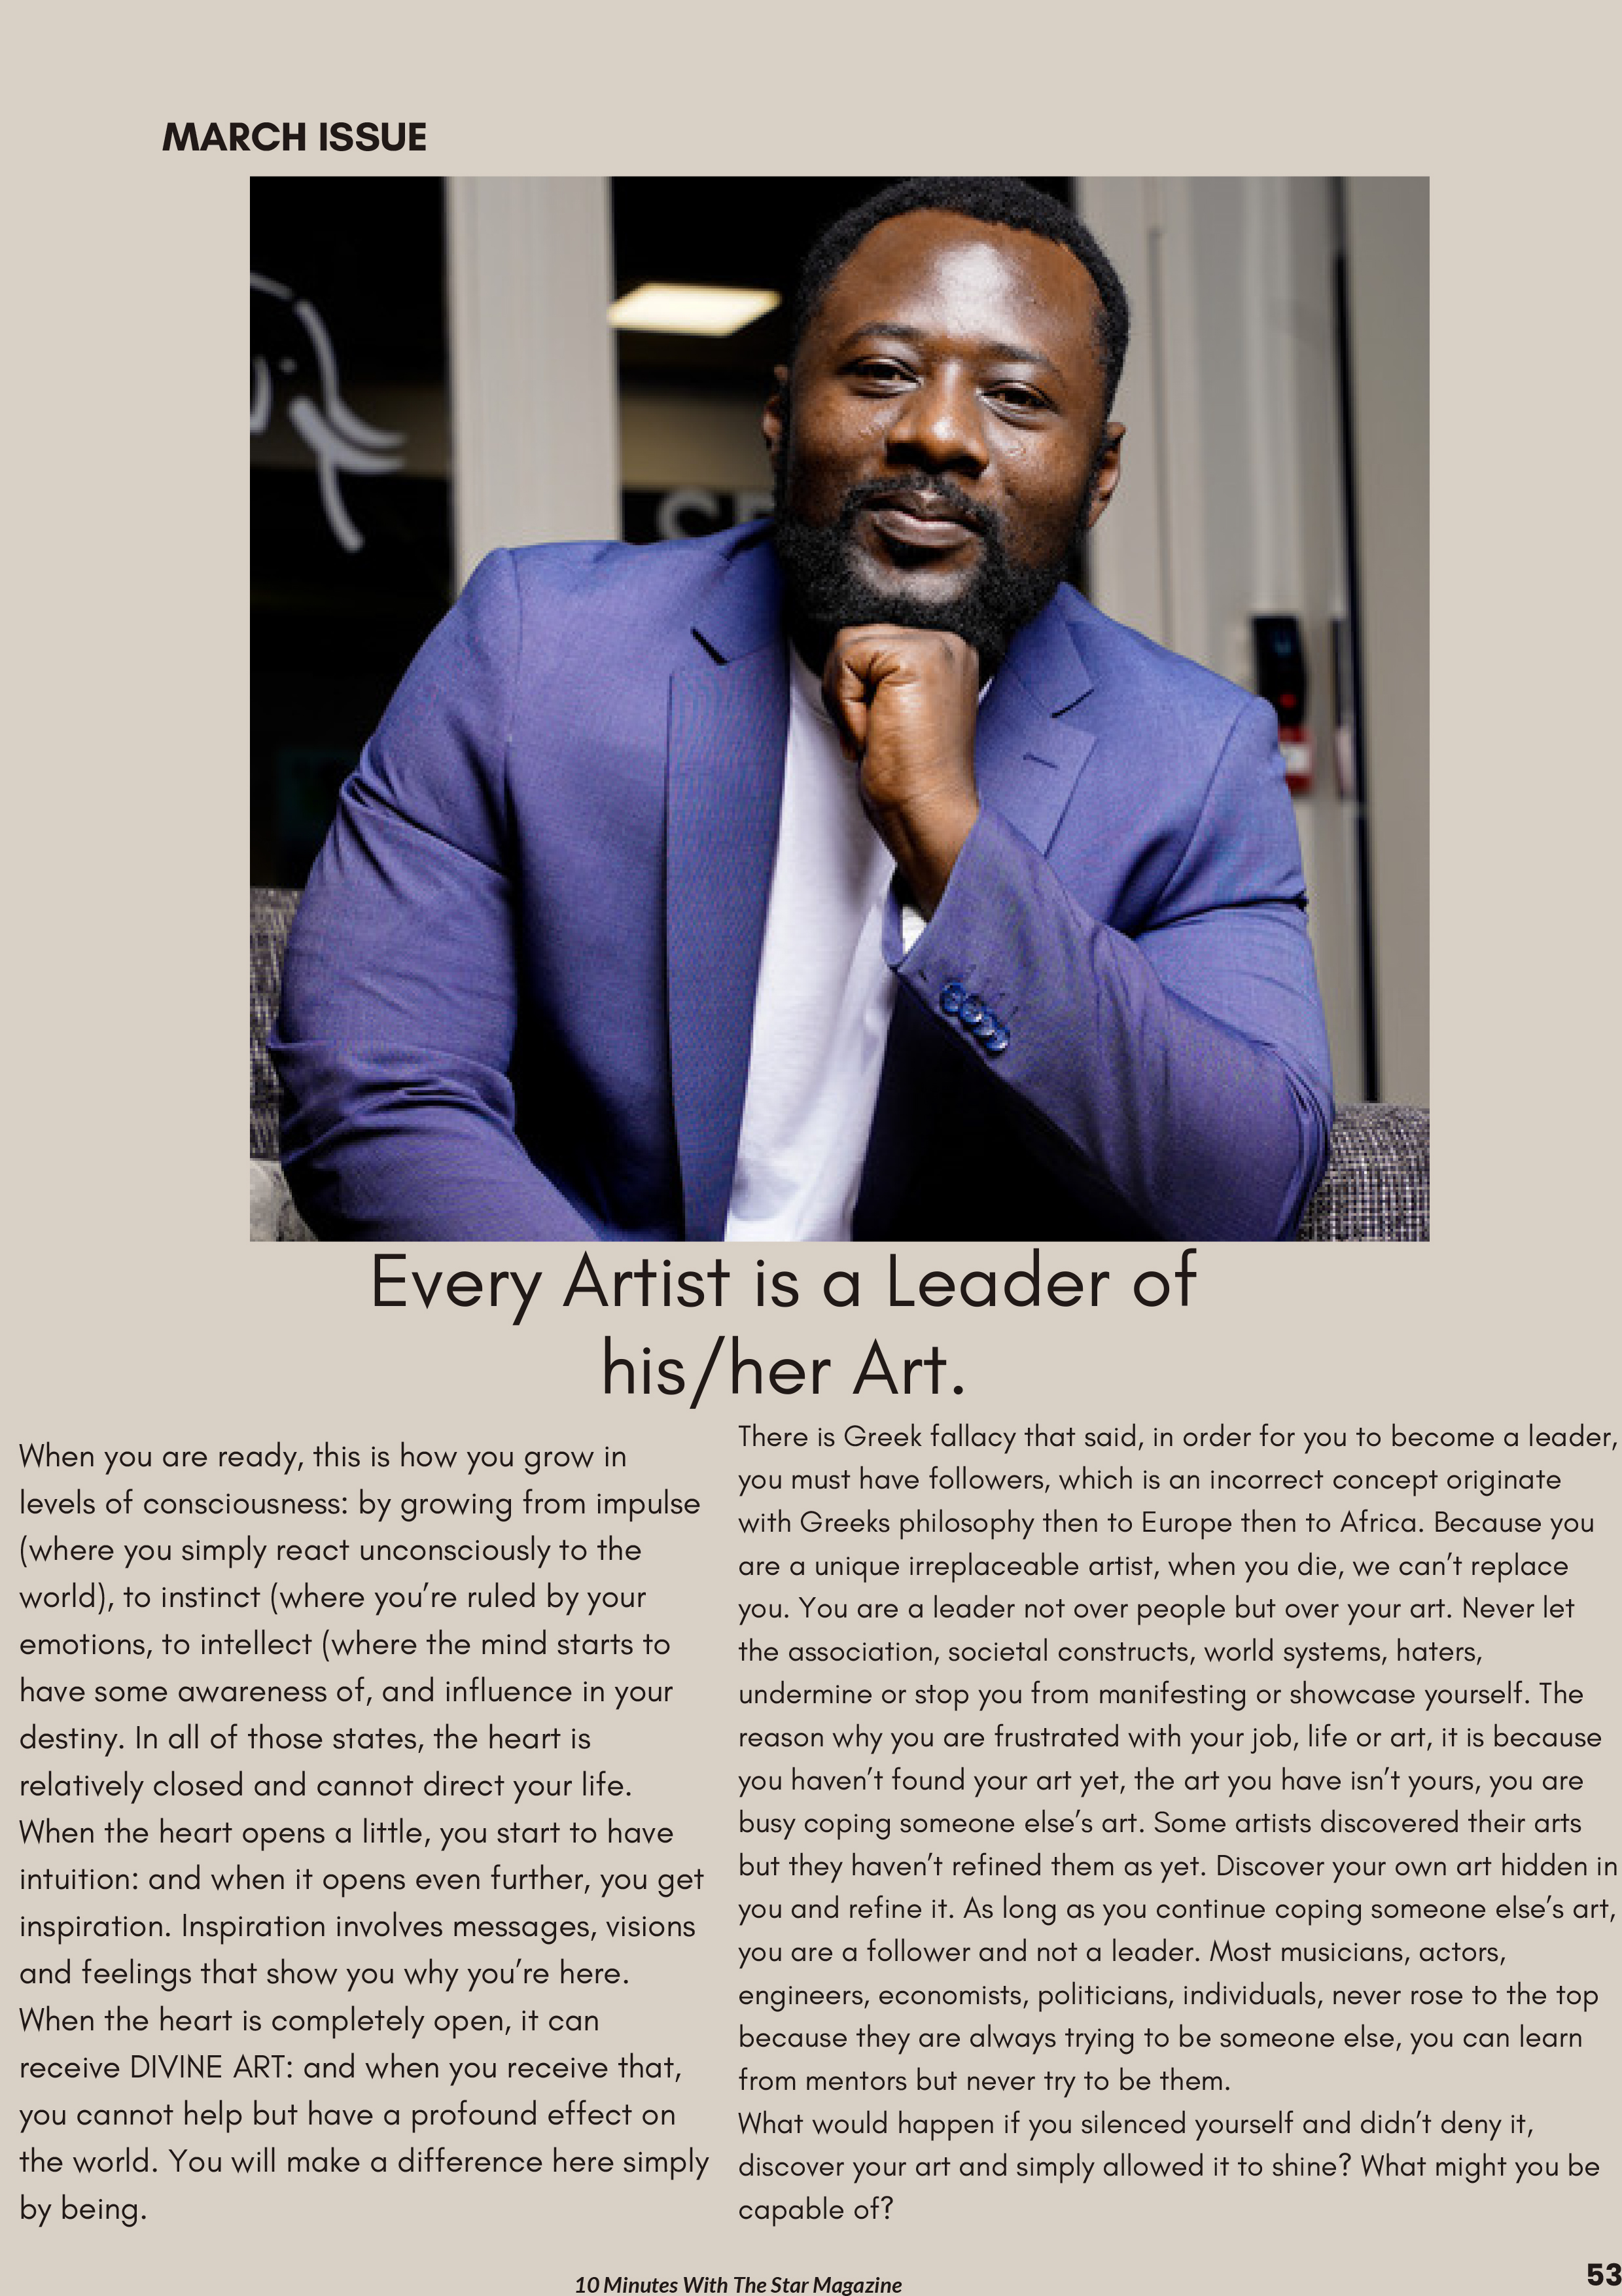 MARCH ISSUE
Every Artist is a Leader of
his/her Art.
When you are ready, this is how you grow in
levels of consciousness: by growing from impulse
(where you simply react unconsciously to the
world), to instinct (where you’re ruled by your
emotions, to intellect (where the mind starts to
have some awareness of, and influence in your
destiny. In all of those states, the heart is
relatively closed and cannot direct your life.
When the heart opens a little, you start to have
intuition: and when it opens even further, you get
inspiration. Inspiration involves messages, visions
and feelings that show you why you’re here.
When the heart is completely open, it can
receive DIVINE ART: and when you receive that,
you cannot help but have a profound effect on
the world. You will make a difference here simply
by being.
There is Greek fallacy that said, in order for you to become a leader,
you must have followers, which is an incorrect concept originate
with Greeks philosophy then to Europe then to Africa. Because you
are a unique irreplaceable artist, when you die, we can’t replace
you. You are a leader not over people but over your art. Never let
the association, societal constructs, world systems, haters,
undermine or stop you from manifesting or showcase yourself. The
reason why you are frustrated with your job, life or art, it is because
you haven’t found your art yet, the art you have isn’t yours, you are
busy coping someone else’s art. Some artists discovered their arts
but they haven’t refined them as yet. Discover your own art hidden in
you and refine it. As long as you continue coping someone else’s art,
you are a follower and not a leader. Most musicians, actors,
engineers, economists, politicians, individuals, never rose to the top
because they are always trying to be someone else, you can learn
from mentors but never try to be them.
What would happen if you silenced yourself and didn’t deny it,
discover your art and simply allowed it to shine? What might you be
capable of?
10 Minutes With The Star Magazine
53